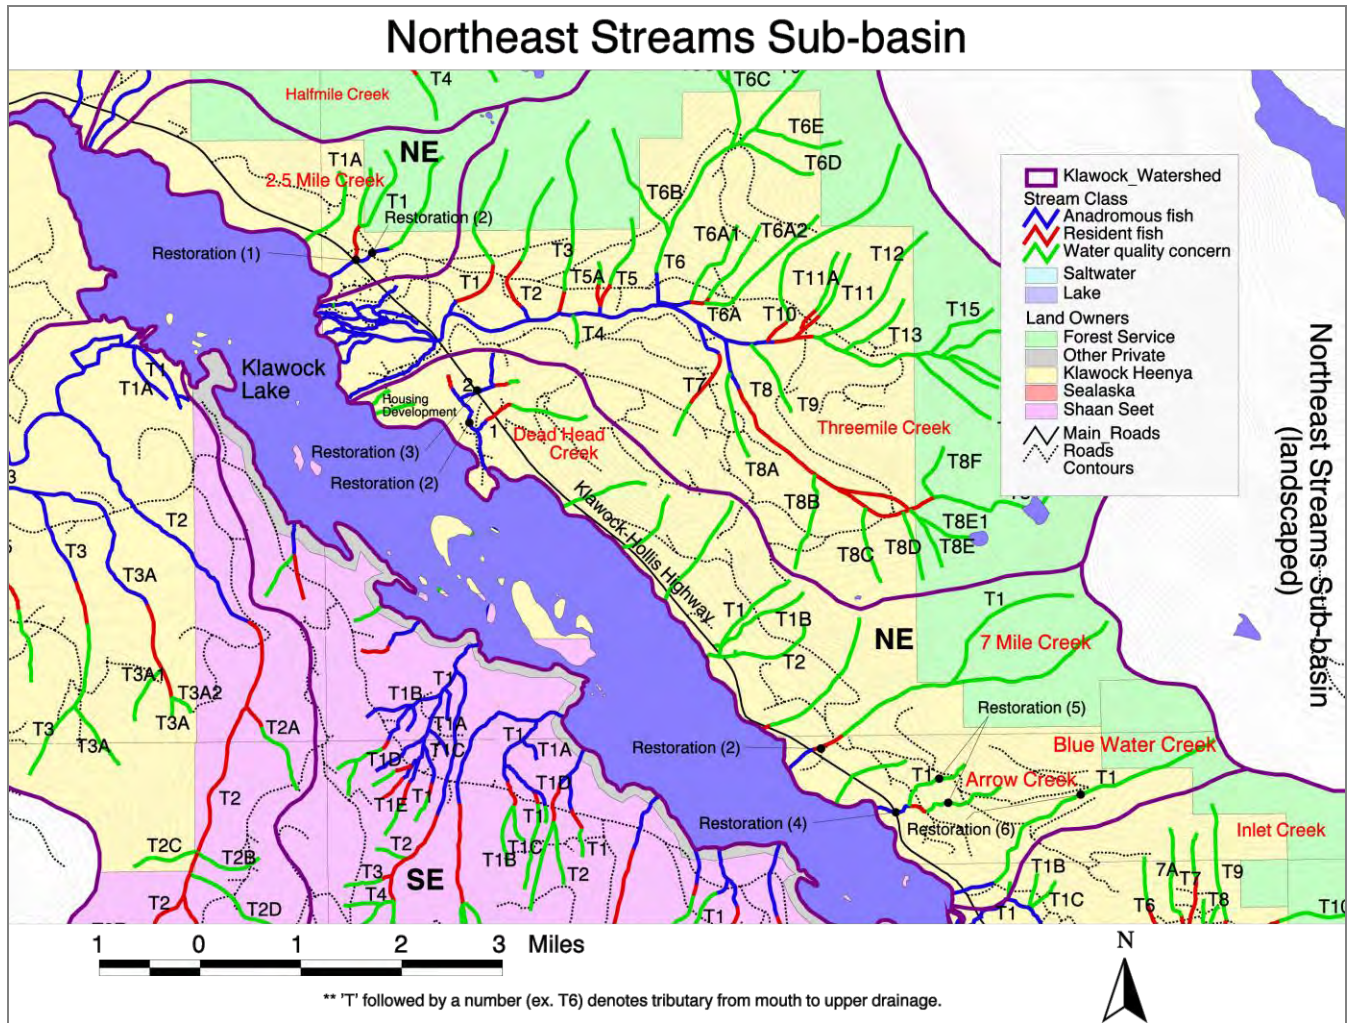 Northeast Streams Sub-basin
T4
T6C
Halfmile Creek
NE
T6E
T1A
T6D
2.5 Mile Creek
T6B
T1
Restoration (2)
Restoration (1)
T6A1
T6A2
T3
T12
T6
T11A
T5A
T5
T1
T2
T11
T15
T6A
T10
T4
T13
Klawock
Lake
T1
T1A
T7
T8
T9
2
Housing
Development
1
Dead Head
Creek
Threemile Creek
Restoration (3)
Restoration (2)
T8A
T8F
T8B
T8E1
T8C
T8D
T8E
Klawock-Hollis Highway
3
T2
T3
T3A
T1
T1B
T2
NE
T1
7 Mile Creek
T3A1
T3A2
T3A
T3
T3A
T2A
T1
T1B
T1A
T1C
T1D
T1E
T1
T1
T1A
T1D
T1
Restoration (5)
Restoration (2)
Blue Water Creek
T1
Arrow Creek
T1
Restoration (4)
Restoration (6)
Inlet Creek
T2
T2C
T2B
T2
T2D
T2
T3
T4
SE
T1B
T1C
T2
T1
T1
T1B
T1C
T1
7A
T7
T9
T6
T8
T10
Klawock_Watershed
Stream Class
Anadromous fish
Resident fish
Water quality concern
Saltwater
Lake
Land Owners
Forest Service
Other Private
Klawock Heenya
Sealaska
Shaan Seet
Main_Roads
Roads
Contours
Northeast Streams Sub-basin
(landscaped)
1 0 1 2 3 Miles
N
** 'T' followed by a number (ex. T6) denotes tributary from mouth to upper drainage.